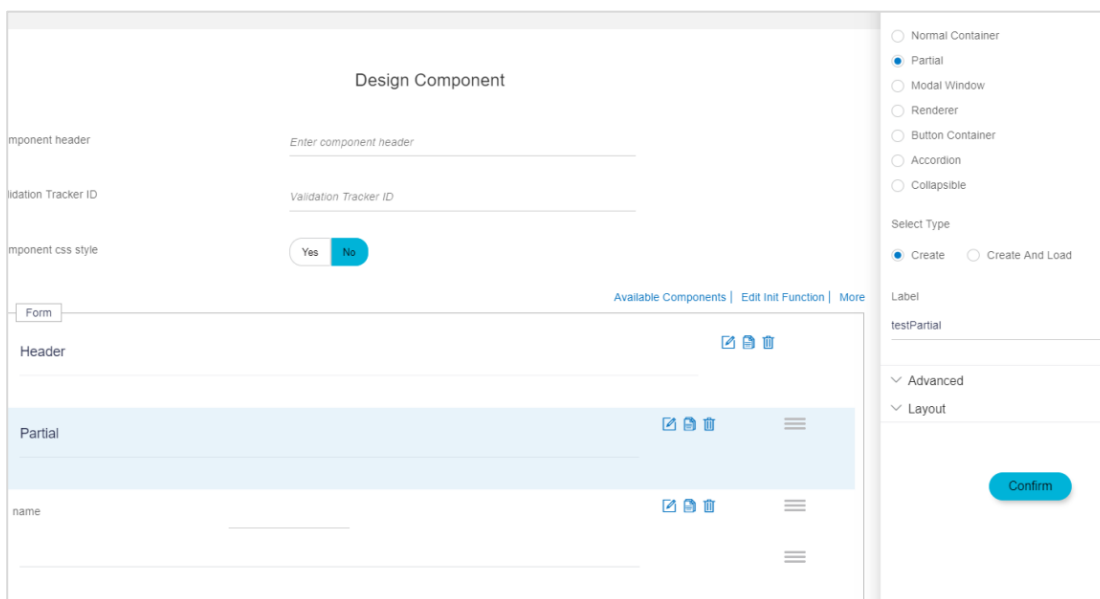 Design Component
mponent header
Enter component header
lidation Tracker ID
Validation Tracker ID
mponent css style
Yes No
Available Components | Edit Init Function | More
Form
Header
Partial
name
Normal Container
Partial
Modal Window
Renderer
Button Container
Accordion
Collapsible
Select Type
Create Create And Load
Label
testPartial
Advanced
Layout
Confirm